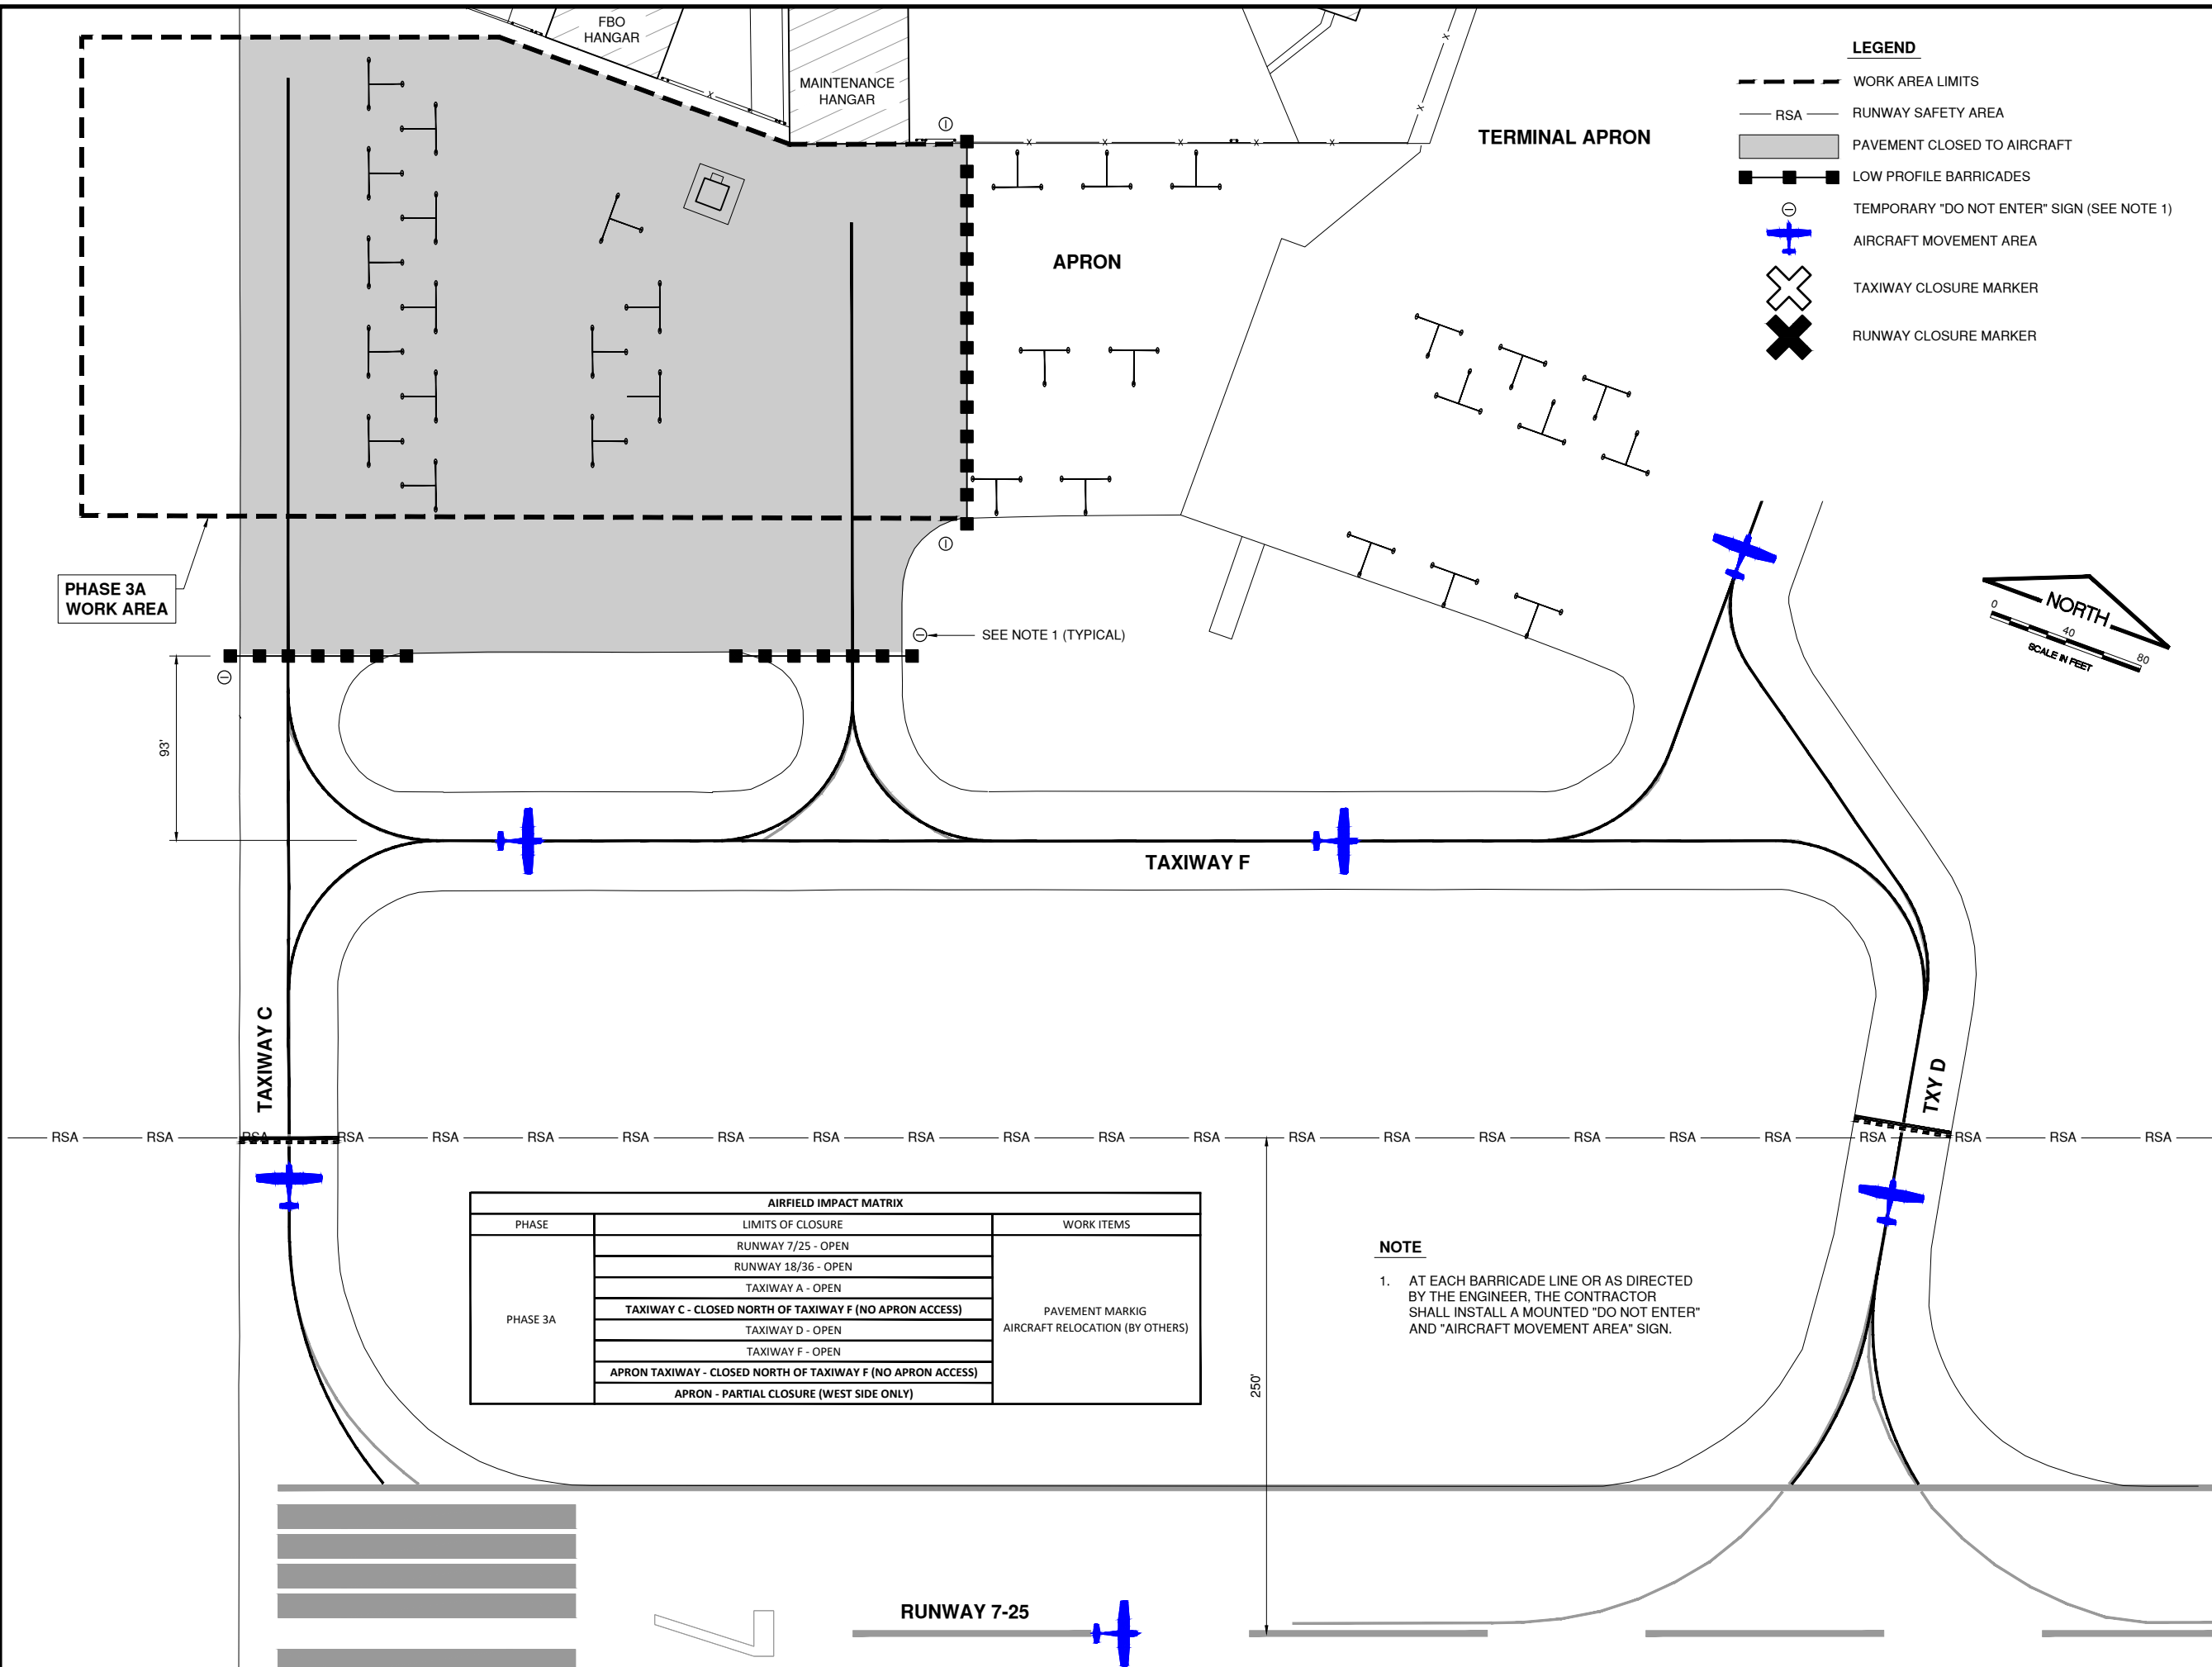 FBO
HANGAR
MAINTENANCE
HANGAR
TERMINAL APRON
LEGEND
WORK AREA LIMITS
RSA
RUNWAY SAFETY AREA
PAVEMENT CLOSED TO AIRCRAFT
LOW PROFILE BARRICADES
TEMPORARY "DO NOT ENTER" SIGN (SEE NOTE 1)
AIRCRAFT MOVEMENT AREA
TAXIWAY CLOSURE MARKER
RUNWAY CLOSURE MARKER
X
X
X
X X X X X
APRON
PHASE 3A
WORK AREA
SEE NOTE 1 (TYPICAL)
NORTH
0 40 80
SCALE IN FEET
93'
TAXIWAY F
TAXIWAY C
TXY D
RSA RSA RSA RSA RSA RSA RSA RSA RSA RSA RSA RSA RSA RSA RSA RSA RSA RSA RSA RSA RSA RSA RSA
AIRFIELD IMPACT MATRIX
PHASE LIMITS OF CLOSURE WORK ITEMS
PHASE 3A
RUNWAY 7/25 - OPEN
RUNWAY 18/36 - OPEN
TAXIWAY A - OPEN
TAXIWAY C - CLOSED NORTH OF TAXIWAY F (NO APRON ACCESS)
TAXIWAY D - OPEN
TAXIWAY F - OPEN
APRON TAXIWAY - CLOSED NORTH OF TAXIWAY F (NO APRON ACCESS)
APRON - PARTIAL CLOSURE (WEST SIDE ONLY)
PAVEMENT MARKIG
AIRCRAFT RELOCATION (BY OTHERS)
250'
NOTE
1. AT EACH BARRICADE LINE OR AS DIRECTED
BY THE ENGINEER, THE CONTRACTOR
SHALL INSTALL A MOUNTED "DO NOT ENTER"
AND "AIRCRAFT MOVEMENT AREA" SIGN.
7
RUNWAY 7-25